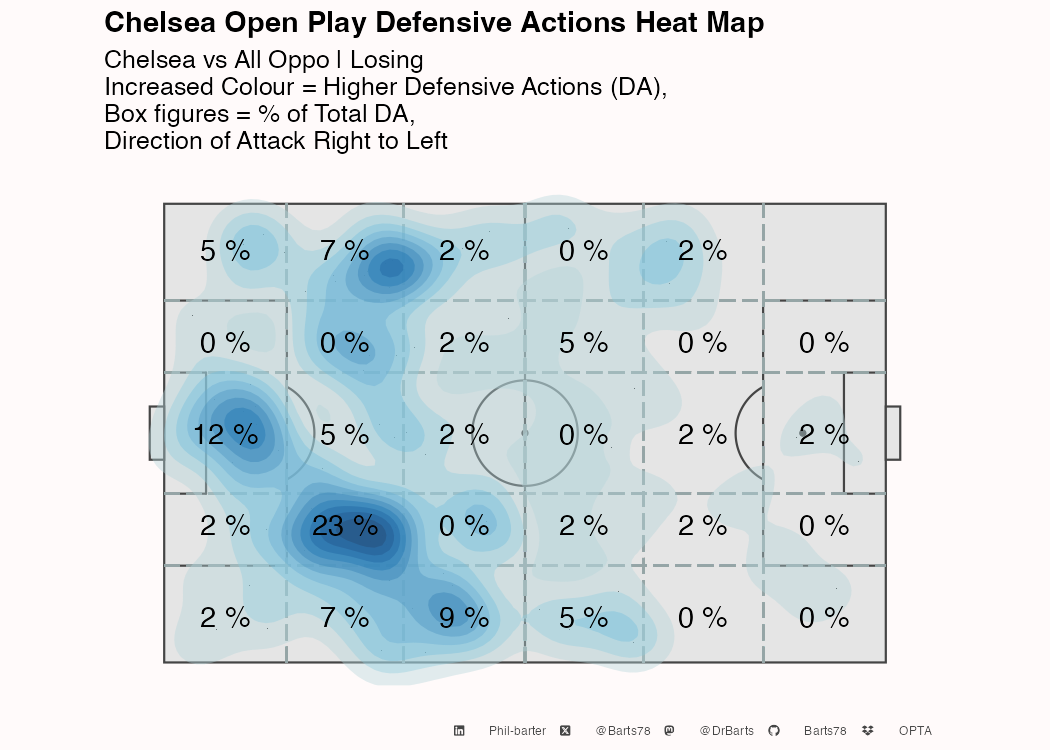 Chelsea Open Play Defensive Actions Heat Map
Chelsea vs All Oppo | Losing
Increased Colour = Higher Defensive Actions (DA),
Box figures = % of Total DA,
Direction of Attack Right to Left
5 % 7 % 2 % 0 % 2 %
0 % 0 % 2 % 5 % 0 % 0 %
12 % 5 % 2 % 0 % 2 % 2 %
2 % 23 % 0 % 2 % 2 % 0 %
2 % 7 % 9 % 5 % 0 % 0 %
Phil-barter @Barts78 @DrBarts Barts78 OPTA